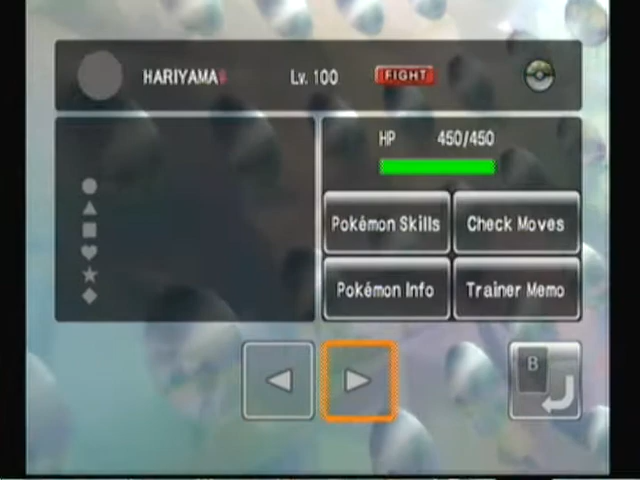 HARIYAMA♀ Lv. 100 FIGHT
HP 450/450
Pokémon Skills Check Moves
Pokémon Info Trainer Memo
B